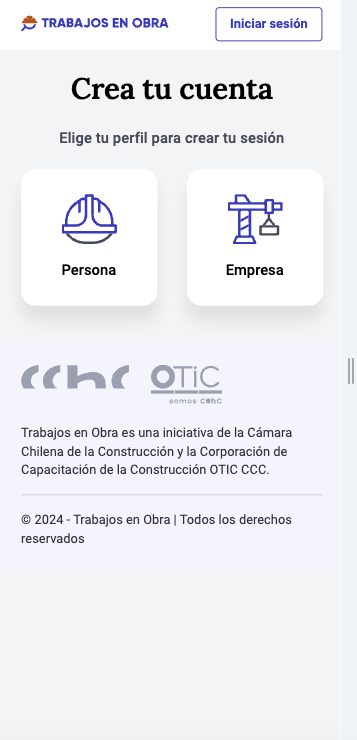 TRABAJOS EN OBRA
Iniciar sesión
Crea tu cuenta
Elige tu perfil para crear tu sesión
Persona
Empresa
cchc
OTIC
somos cchc
Trabajos en Obra es una iniciativa de la Cámara
Chilena de la Construcción y la Corporación de
Capacitación de la Construcción OTIC CCC.
© 2024 - Trabajos en Obra | Todos los derechos
reservados